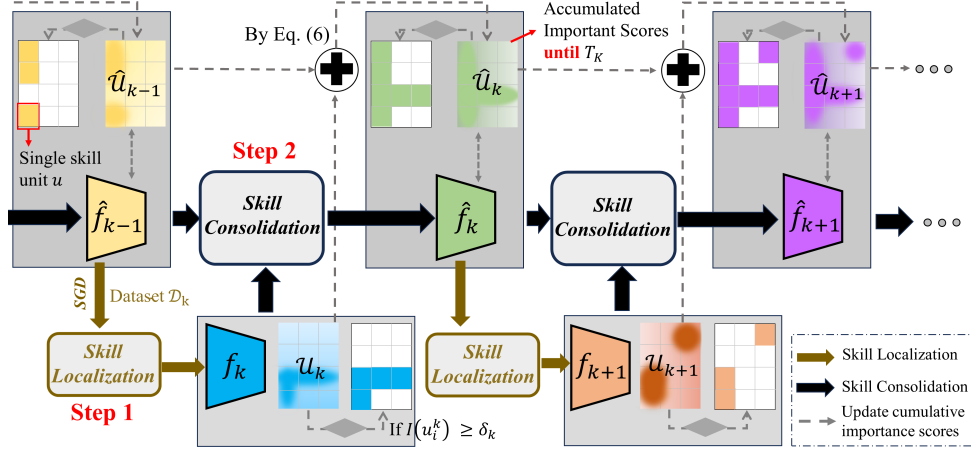 By Eq. (6)
Accumulated
Important Scores
until T_K
Û_{k−1}
Û_k
Û_{k+1}
Single skill
unit u
Step 2
Skill
Consolidation
Skill
Consolidation
f̂_{k−1}
f̂_k
f̂_{k+1}
SGD
Dataset 𝒟_k
Skill
Localization
Step 1
f_k
𝒰_k
If I(u_i^k) ≥ δ_k
Skill
Localization
f_{k+1}
𝒰_{k+1}
Skill Localization
Skill Consolidation
Update cumulative
importance scores